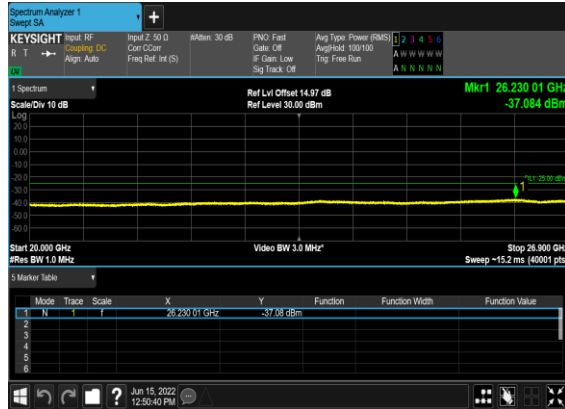 Spectrum Analyzer 1
Swept SA
+
KEYSIGHT Input: RF Input Z: 50 Ω #Atten: 30 dB PNO: Fast Avg Type: Power (RMS) 1 2 3 4 5 6
R T Coupling: DC Corr CCorr Gate: Off Avg|Hold: 100/100 A W W W W W
Align: Auto Freq Ref: Int (S) IF Gain: Low Trig: Free Run
Sig Track: Off A N N N N N
1 Spectrum Ref Lvl Offset 14.97 dB Mkr1 26.230 01 GHz
Scale/Div 10 dB Ref Level 30.00 dBm -37.084 dBm
Log
20.0
10.0
0.00
-10.0
-20.0
DL1 -25.00 dBm
1
-30.0
-40.0
-50.0
-60.0
Start 20.000 GHz Video BW 3.0 MHz* Stop 26.900 GHz
#Res BW 1.0 MHz Sweep ~15.2 ms (40001 pts)
5 Marker Table
Mode Trace Scale X Y Function Function Width Function Value
1 N 1 f 26.230 01 GHz -37.08 dBm
2
3
4
5
6
? Jun 15, 2022
12:50:40 PM